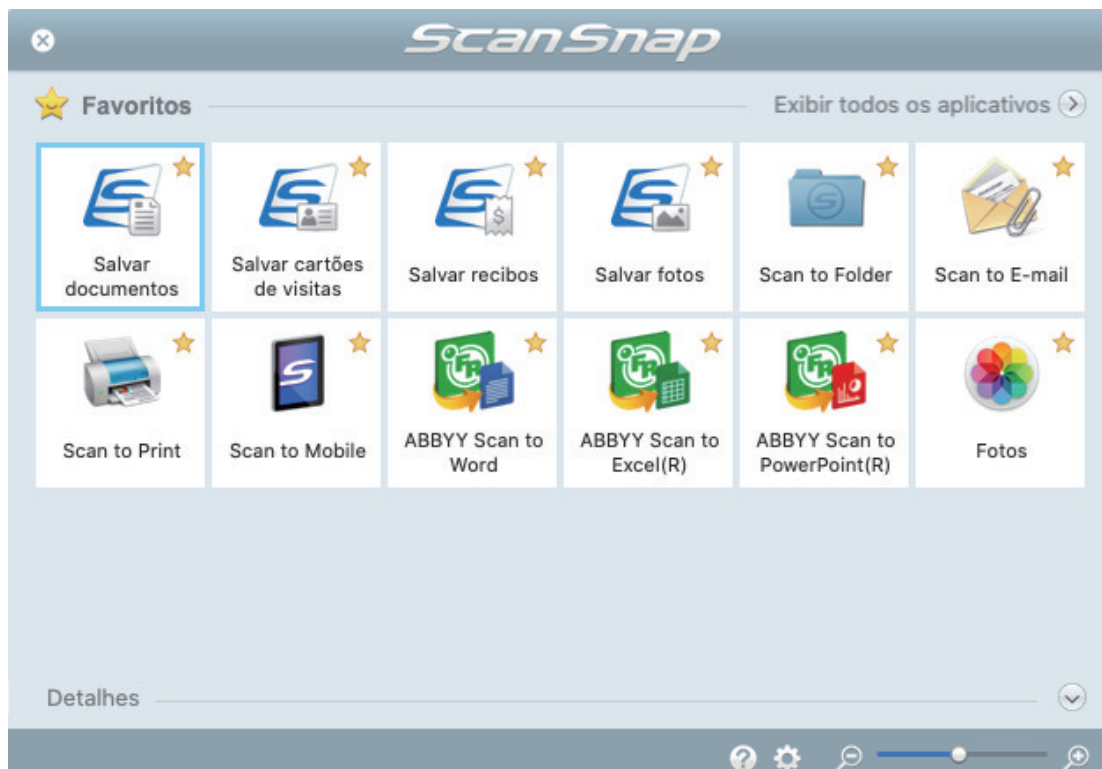 ScanSnap
Favoritos
Exibir todos os aplicativos
Salvar
documentos
Salvar cartões
de visitas
Salvar recibos
Salvar fotos
Scan to Folder
Scan to E-mail
Scan to Print
Scan to Mobile
ABBYY Scan to
Word
ABBYY Scan to
Excel(R)
ABBYY Scan to
PowerPoint(R)
Fotos
Detalhes